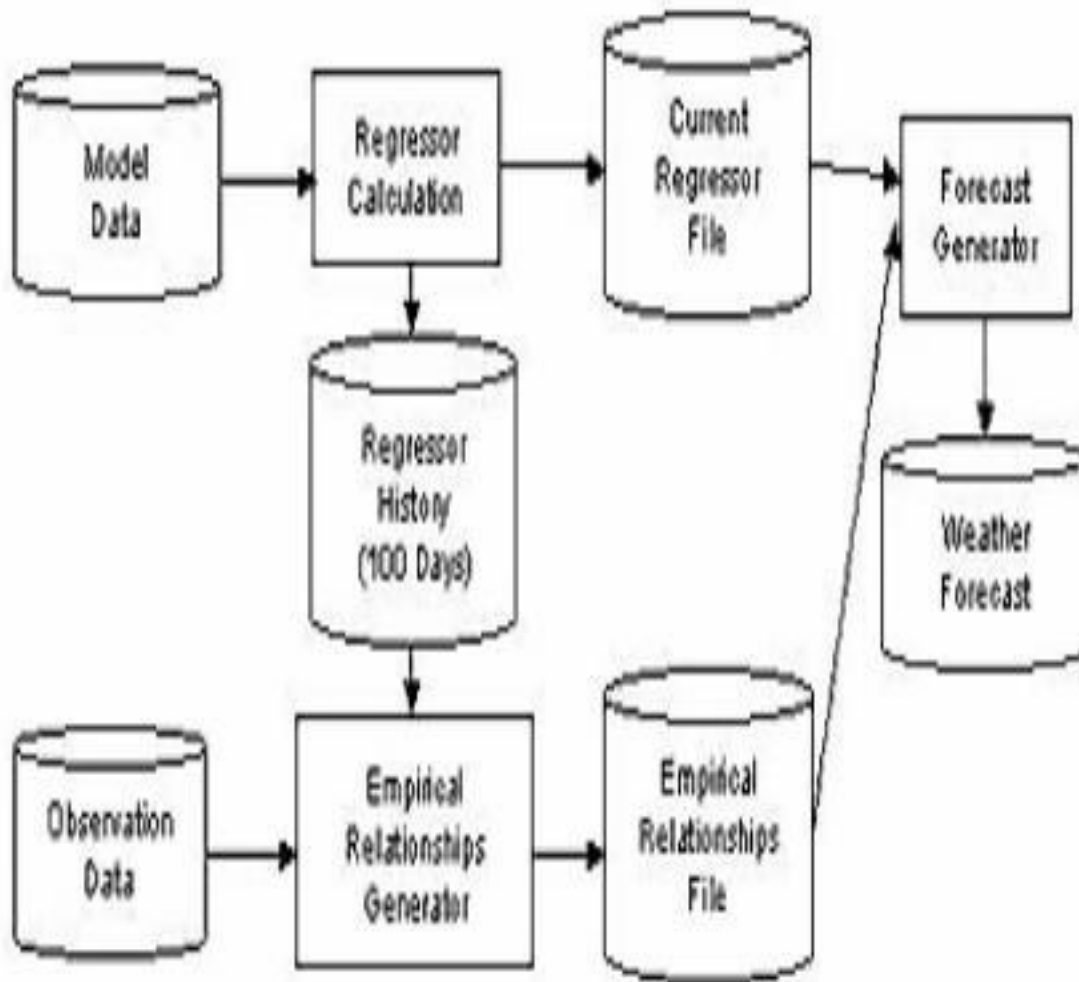 Model
Data
Regressor
Calculation
Current
Regressor
File
Forecast
Generator
Regressor
History
(100 Days)
Weather
Forecast
Observation
Data
Empirical
Relationships
Generator
Empirical
Relationships
File